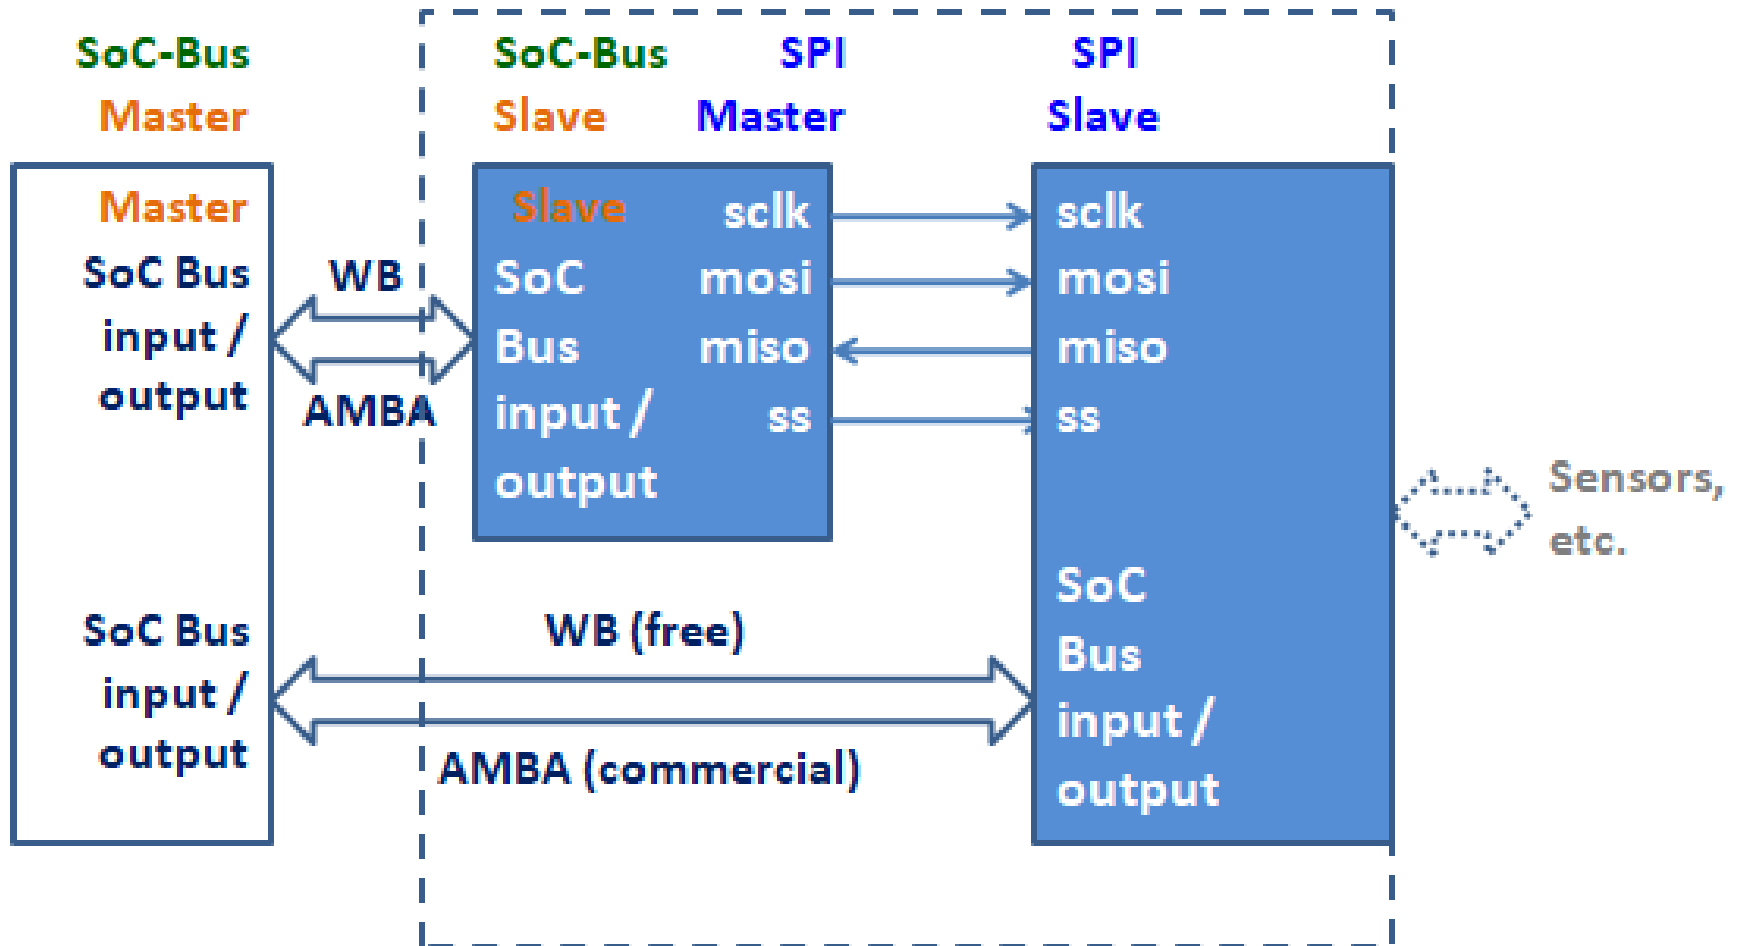 SoC-Bus
Master
SoC-Bus
Slave
SPI
Master
SPI
Slave
Master
SoC Bus
input /
output
SoC Bus
input /
output
WB
AMBA
Slave
SoC
Bus
input /
output
sclk
mosi
miso
ss
sclk
mosi
miso
ss
SoC
Bus
input /
output
WB (free)
AMBA (commercial)
Sensors,
etc.